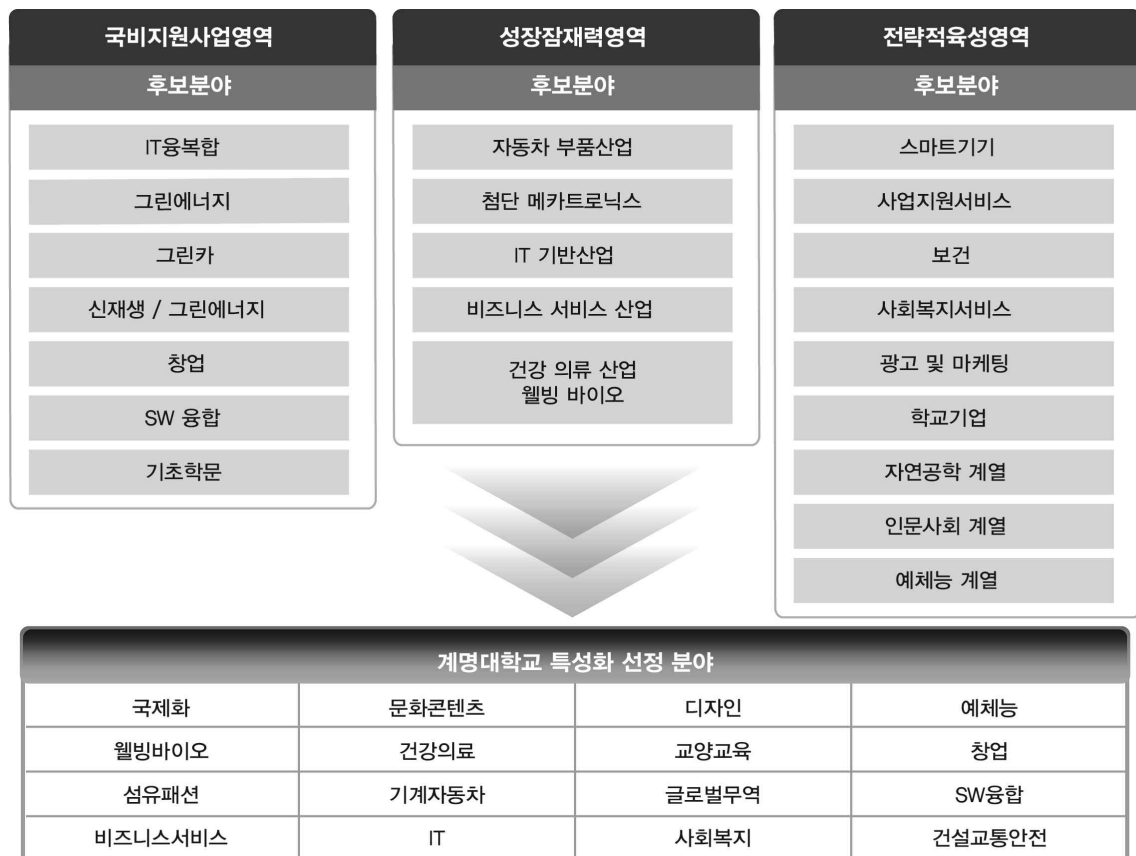 국비지원사업영역
후보분야
IT융복합
그린에너지
그린카
신재생 / 그린에너지
창업
SW 융합
기초학문
성장잠재력영역
후보분야
자동차 부품산업
첨단 메카트로닉스
IT 기반산업
비즈니스 서비스 산업
건강 의류 산업
웰빙 바이오
전략적육성영역
후보분야
스마트기기
사업지원서비스
보건
사회복지서비스
광고 및 마케팅
학교기업
자연공학 계열
인문사회 계열
예체능 계열
계명대학교 특성화 선정 분야
국제화 문화콘텐츠 디자인 예체능
웰빙바이오 건강의료 교양교육 창업
섬유패션 기계자동차 글로벌무역 SW융합
비즈니스서비스 IT 사회복지 건설교통안전